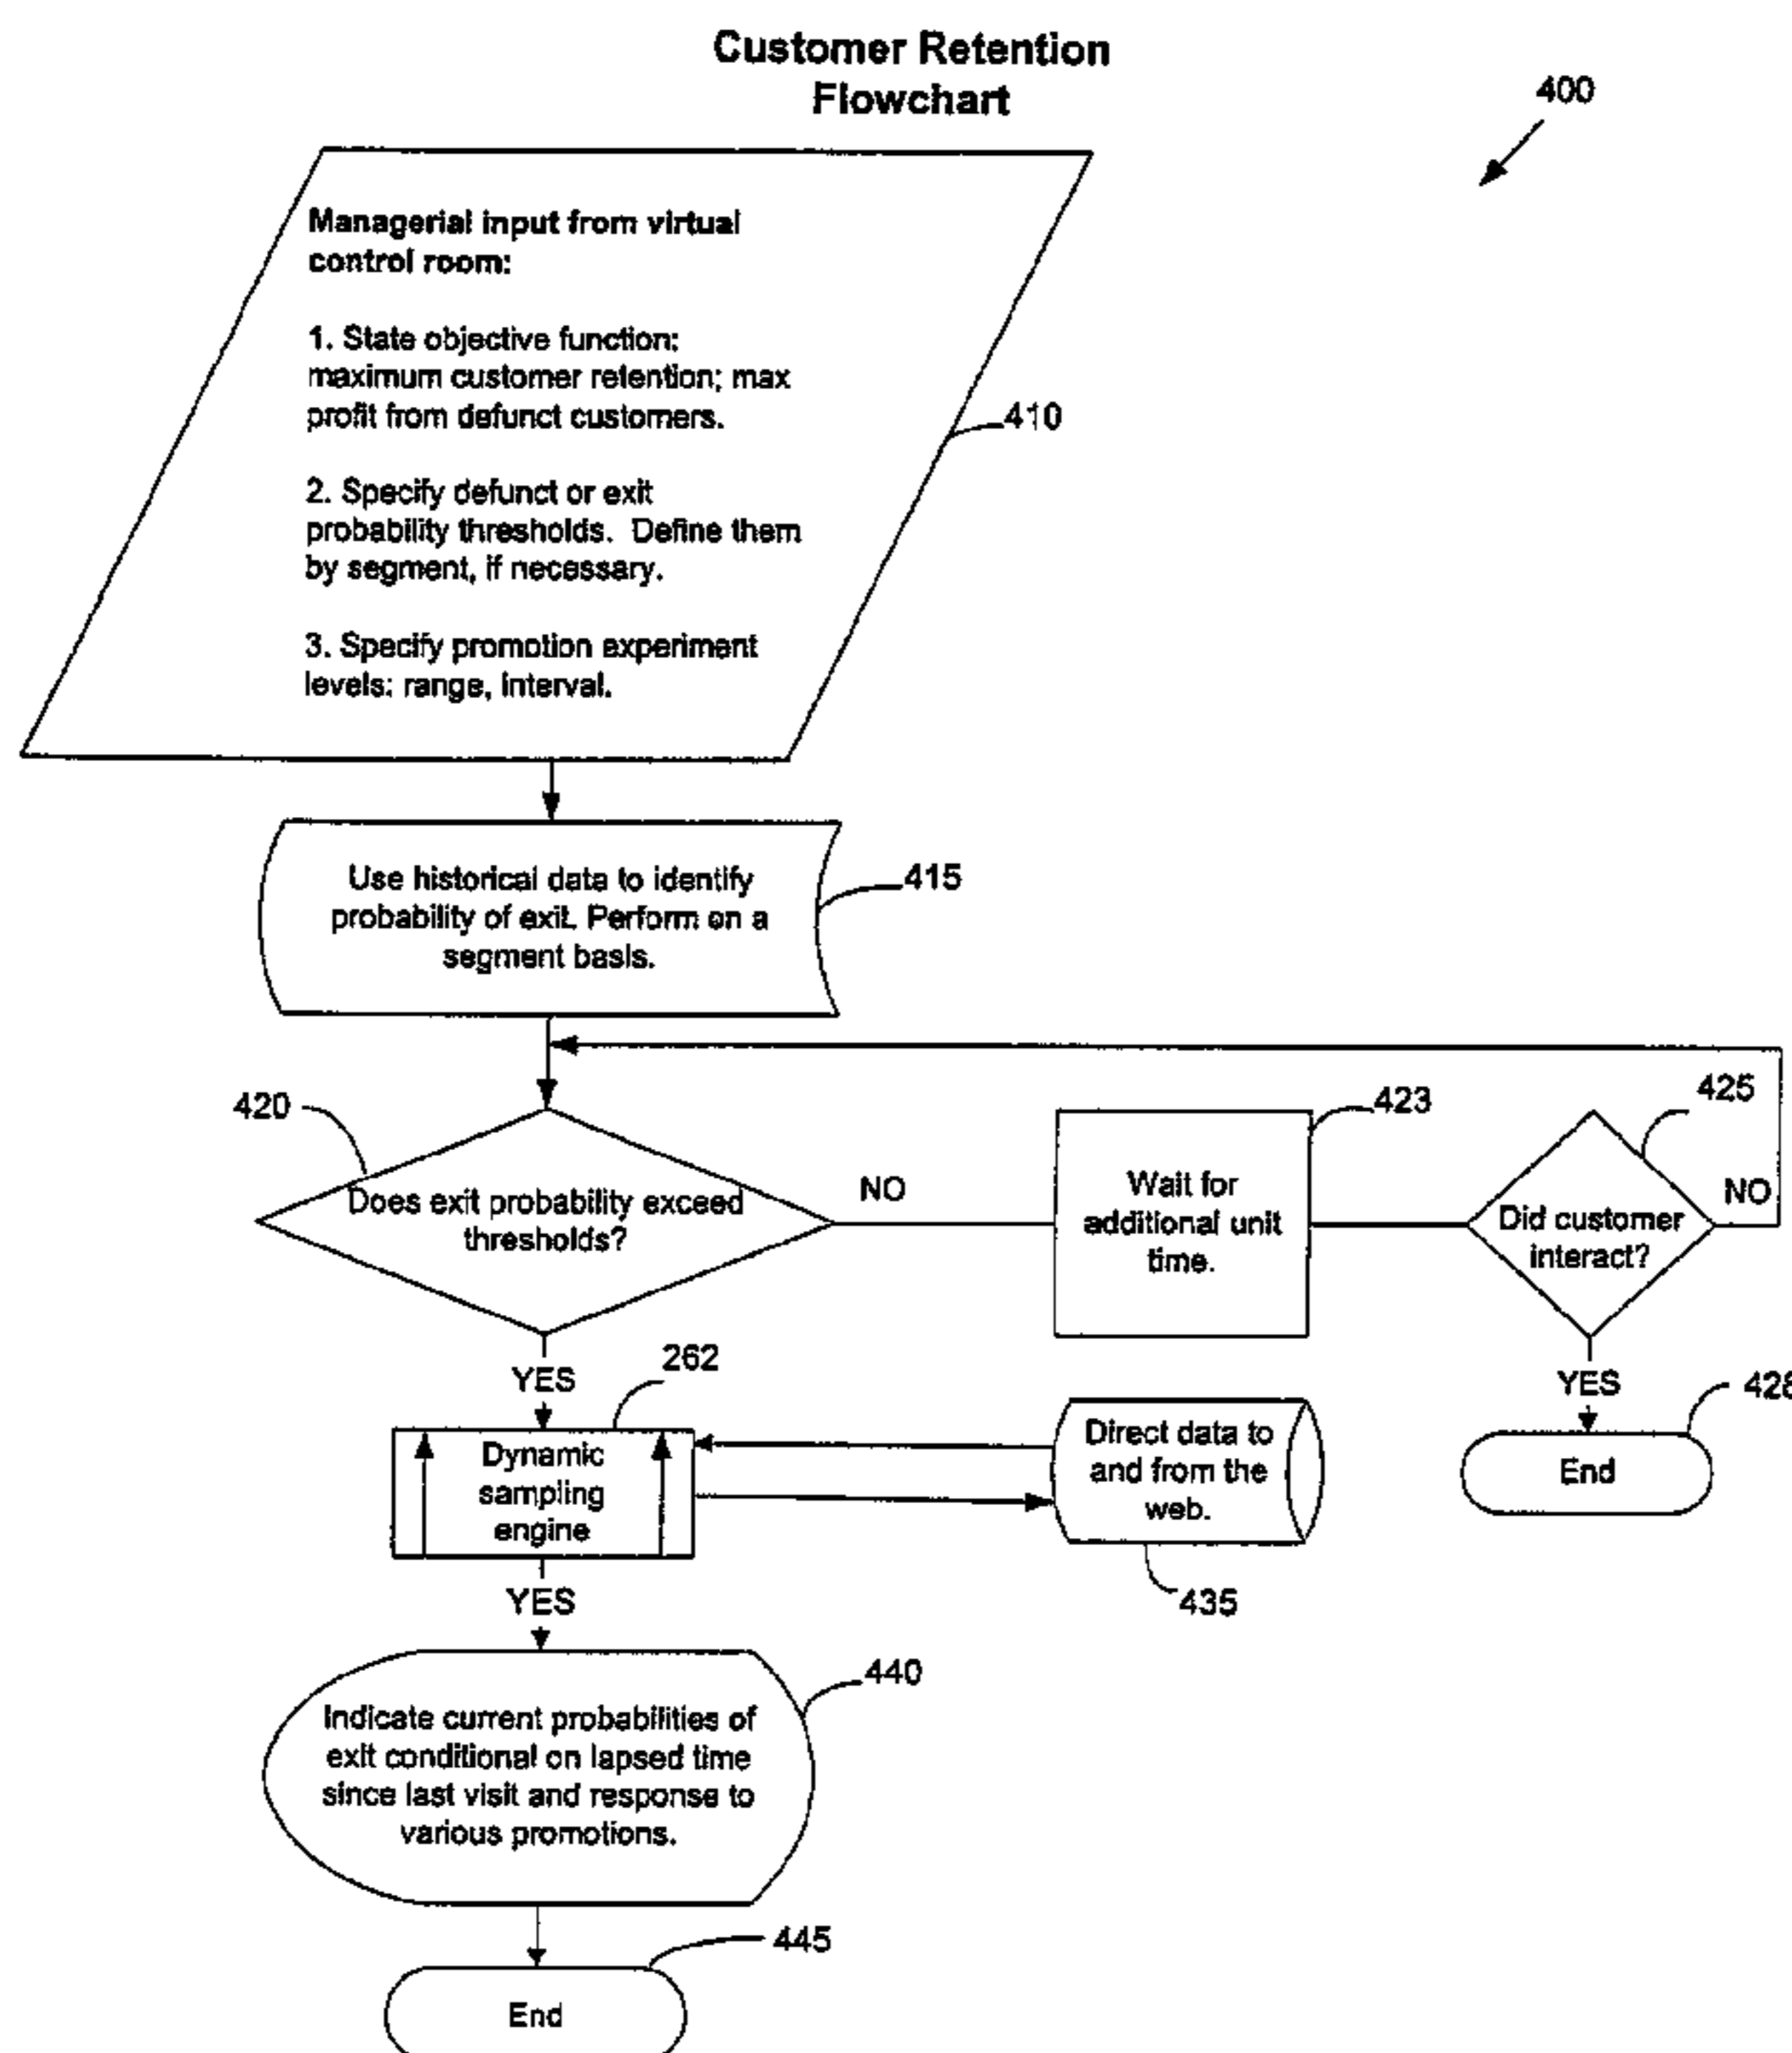 Customer Retention
Flowchart
400
Managerial input from virtual
control room:
1. State objective function:
maximum customer retention; max
profit from defunct customers.
2. Specify defunct or exit
probability thresholds. Define them
by segment, if necessary.
3. Specify promotion experiment
levels: range, interval.
410
Use historical data to identify
probability of exit. Perform on a
segment basis.
415
420
Does exit probability exceed
thresholds?
NO
Wait for
additional unit
time.
423
425
Did customer
interact?
NO
YES
262
YES
428
Dynamic
sampling
engine
Direct data to
and from the
web.
End
YES
435
440
Indicate current probabilities of
exit conditional on lapsed time
since last visit and response to
various promotions.
445
End